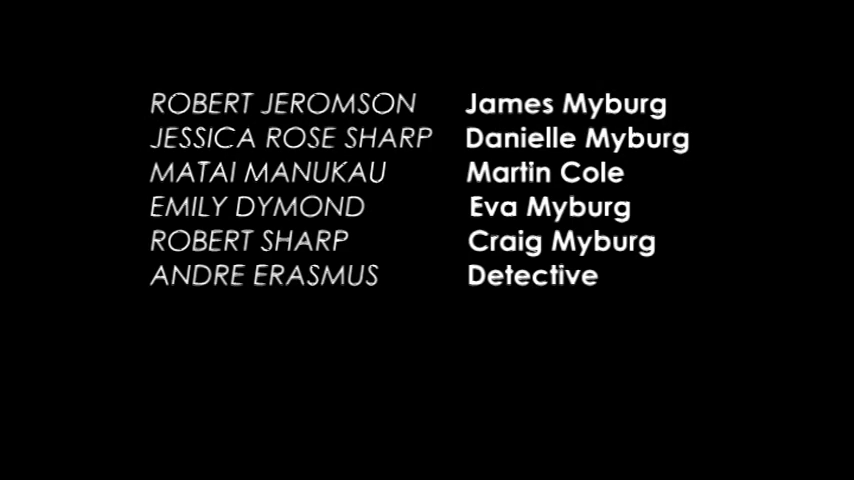 ROBERT JEROMSON James Myburg
JESSICA ROSE SHARP Danielle Myburg
MATAI MANUKAU Martin Cole
EMILY DYMOND Eva Myburg
ROBERT SHARP Craig Myburg
ANDRE ERASMUS Detective